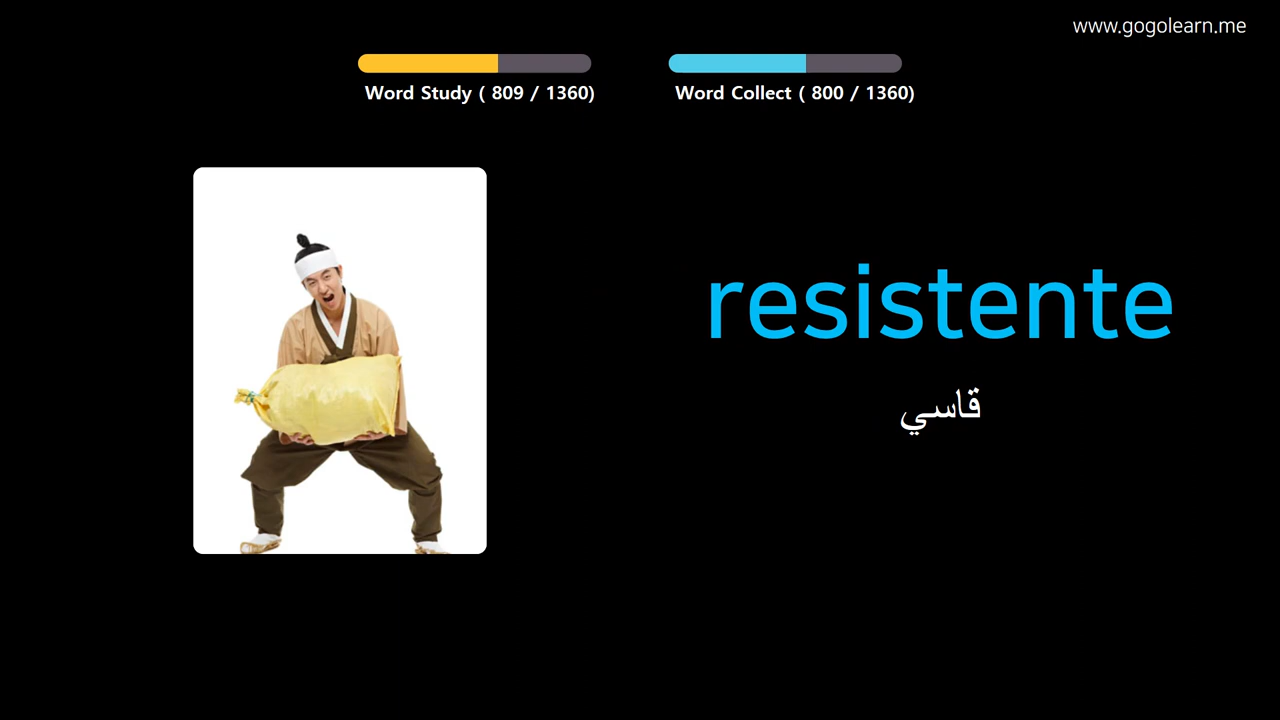 www.gogolearn.me
Word Study ( 809 / 1360)
Word Collect ( 800 / 1360)
resistente
قاسي